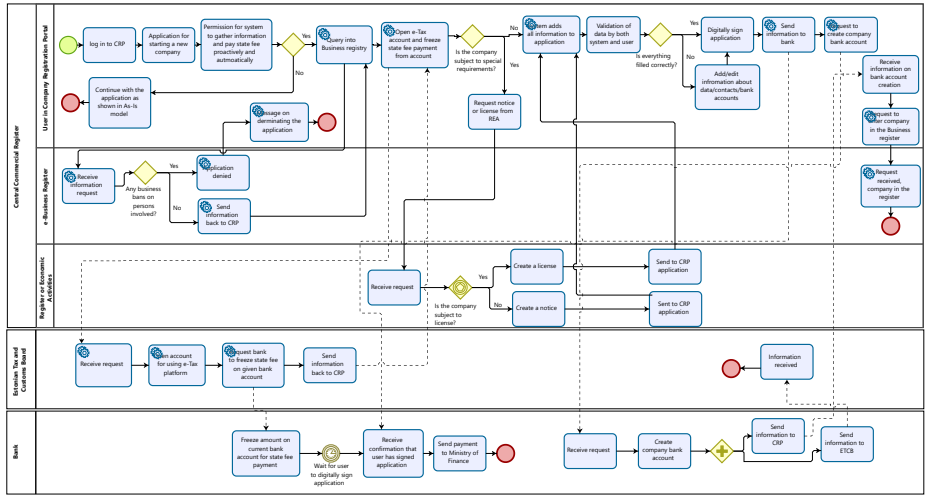 Central Commercial Register
User in Company Registration Portal
log in to CRP
Application for
starting a new
company
Permission for system
to gather information
and pay state fee
proactively and
autmoatically
Yes
No
Query into
Business registry
Open e-Tax
account and freeze
state fee payment
from account
Is the company
subject to special
requirements?
No
Yes
tem adds
all information to
application
Validation of
data by both
system and user
Is everything
filled correctly?
Yes
No
Digitally sign
application
Send
information to
bank
equest to
create company
bank account
Continue with the
application as
shown in As-Is
model
essage on
derminating the
application
Request notice
or license from
REA
Add/edit
infromation about
data/contacts/bank
accounts
Receive
information on
bank account
creation
equest to
company
in the Business
register
e-Business Register
Receive
information
request
Any business
bans on
persons
involved?
Yes
No
pplication
denied
Send
information
back to CRP
Request
received,
company in the
register
Register or Economic
Activities
Receive request
Is the company
subject to
license?
Yes
No
Create a license
Create a notice
Send to CRP
application
Sent to CRP
application
Estonian Tax and
Customs Board
Receive request
en account
for using e-Tax
platform
equest bank
to freeze state fee
on given bank
account
Send
information
back to CRP
Information
received
Bank
Freeze amount on
current bank
account for state fee
payment
Wait for user
to digitally sign
application
Receive
confirmation that
user has signed
application
Send payment
to Ministry of
Finance
Receive request
Create
company bank
account
Send
information to
CRP
Send
information to
ETCB